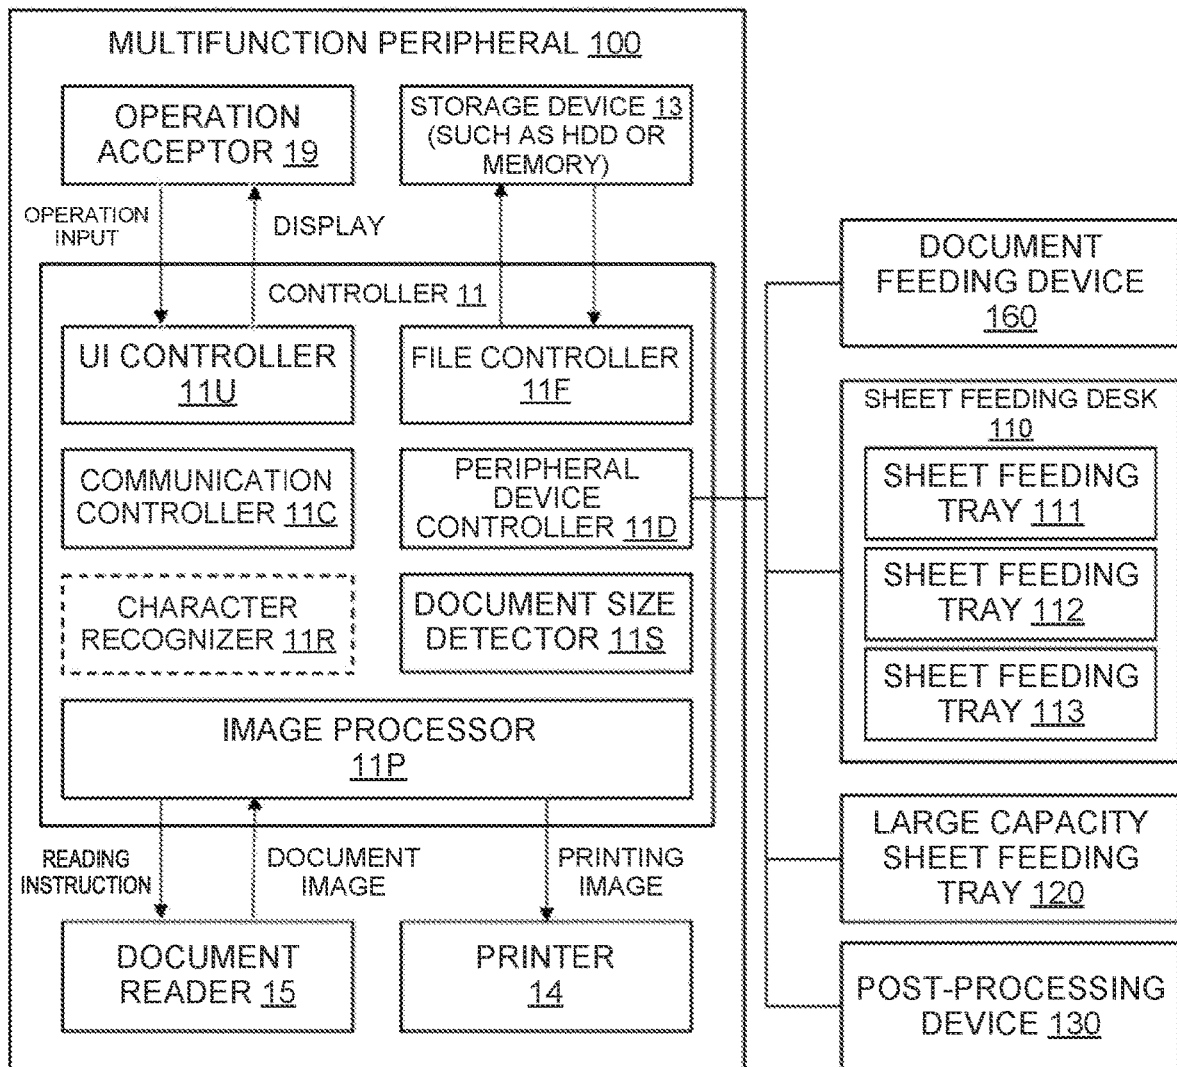 MULTIFUNCTION PERIPHERAL 100
OPERATION
ACCEPTOR 19
STORAGE DEVICE 13
(SUCH AS HDD OR
MEMORY)
OPERATION
INPUT
DISPLAY
CONTROLLER 11
UI CONTROLLER
11U
FILE CONTROLLER
11F
COMMUNICATION
CONTROLLER 11C
PERIPHERAL
DEVICE
CONTROLLER 11D
CHARACTER
RECOGNIZER 11R
DOCUMENT SIZE
DETECTOR 11S
IMAGE PROCESSOR
11P
READING
INSTRUCTION
DOCUMENT
IMAGE
PRINTING
IMAGE
DOCUMENT
READER 15
PRINTER
14
DOCUMENT
FEEDING DEVICE
160
SHEET FEEDING DESK
110
SHEET FEEDING
TRAY 111
SHEET FEEDING
TRAY 112
SHEET FEEDING
TRAY 113
LARGE CAPACITY
SHEET FEEDING
TRAY 120
POST-PROCESSING
DEVICE 130